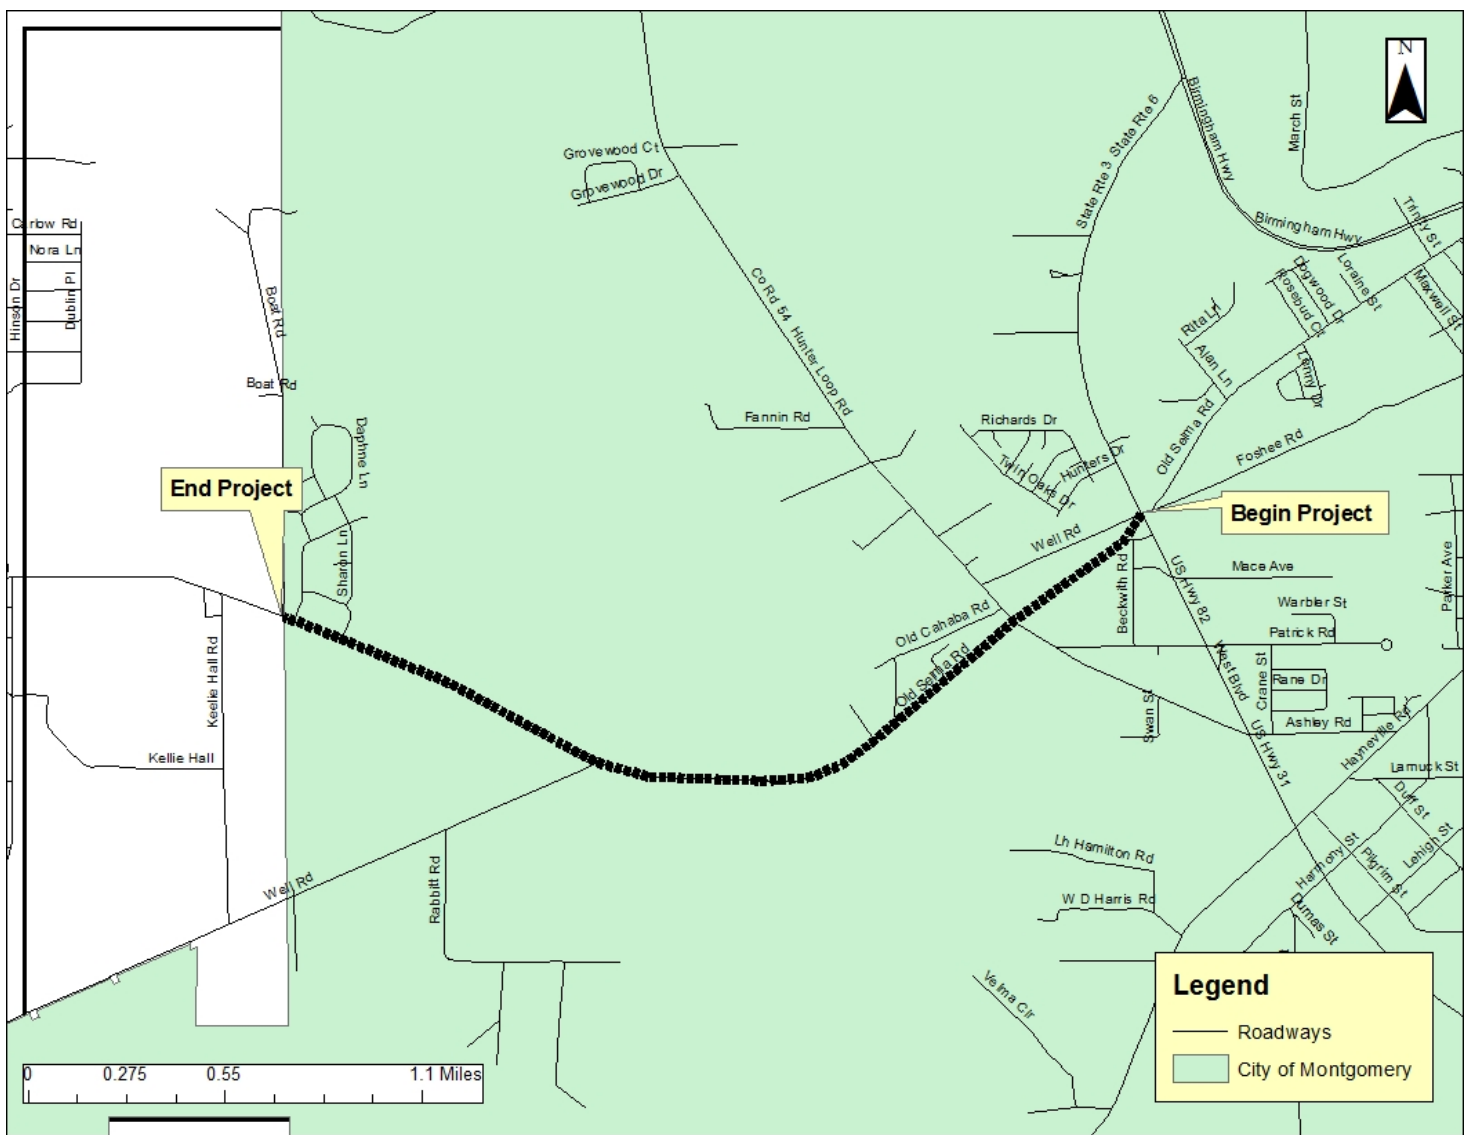 N
Birmingham Hwy
March St
State Rte 3 State Rte 6
Grovewood Ct
Grovewood Dr
Trinity St
Birmingham Hwy
Carlow Rd
Nora Ln
Hinson Dr
Dublin Pl
Boat Rd
Co Rd 54 Hunter Loop Rd
Dogwood Dr
Rosebud Ct
Loraine St
Maxwell St
Rita Ln
Ajan Ln
Lenny Dr
Boat Rd
Daphne Ln
Fannin Rd
Richards Dr
Twin Oaks Dr
Hunters Dr
Old Selma Rd
Foshee Rd
End Project
Begin Project
Well Rd
Sharon Ln
Beckwith Rd
US Hwy 82
Mace Ave
Parker Ave
Warbler St
Patrick Rd
Old Cahaba Rd
Old Selma Rd
Keelie Hall Rd
West Blvd
Crane St
Rane Dr
Swan St
Ashley Rd
US Hwy 31
Hayneville Rd
Kellie Hall
Lamuck St
Duff St
Lehigh St
Lh Hamilton Rd
Harmony St
Pilgrim St
Well Rd
Rabbitt Rd
W D Harris Rd
Dumas St
Velma Cir
Legend
Roadways
City of Montgomery
0 0.275 0.55 1.1 Miles